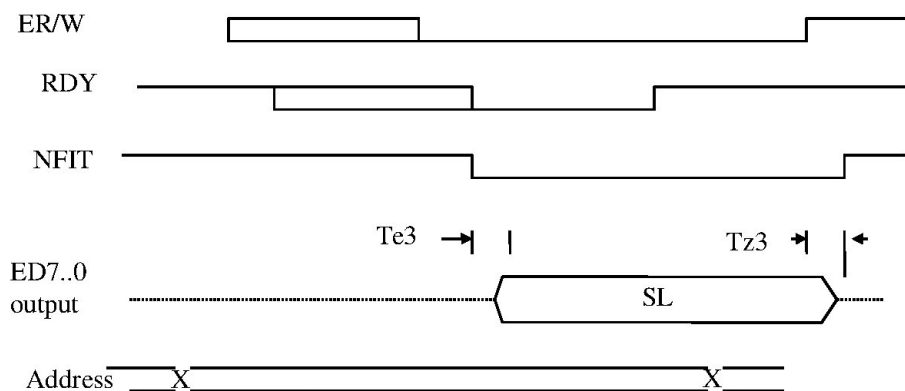 ER/W
RDY
NFIT
Te3
Tz3
ED7..0
output
SL
Address
X
X